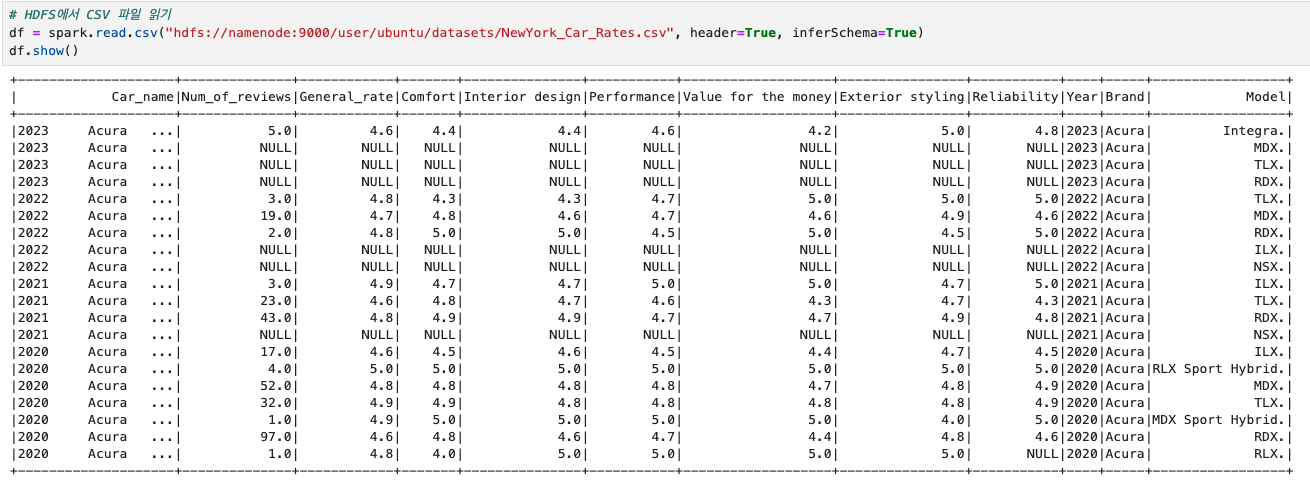 # HDFS에서 CSV 파일 읽기
df = spark.read.csv("hdfs://namenode:9000/user/ubuntu/datasets/NewYork_Car_Rates.csv", header=True, inferSchema=True)
df.show()
+--------------------+--------------+------------+-------+---------------+-----------+-------------------+----------------+-----------+----+-----+-----------------+
|            Car_name|Num_of_reviews|General_rate|Comfort|Interior design|Performance|Value for the money|Exterior styling|Reliability|Year|Brand|            Model|
+--------------------+--------------+------------+-------+---------------+-----------+-------------------+----------------+-----------+----+-----+-----------------+
|2023     Acura   ...|           5.0|         4.6|    4.4|            4.4|        4.6|                4.2|             5.0|        4.8|2023|Acura|         Integra.|
|2023     Acura   ...|          NULL|        NULL|   NULL|           NULL|       NULL|               NULL|            NULL|       NULL|2023|Acura|             MDX.|
|2023     Acura   ...|          NULL|        NULL|   NULL|           NULL|       NULL|               NULL|            NULL|       NULL|2023|Acura|             TLX.|
|2023     Acura   ...|          NULL|        NULL|   NULL|           NULL|       NULL|               NULL|            NULL|       NULL|2023|Acura|             RDX.|
|2022     Acura   ...|           3.0|         4.8|    4.3|            4.3|        4.7|                5.0|             5.0|        5.0|2022|Acura|             TLX.|
|2022     Acura   ...|          19.0|         4.7|    4.8|            4.6|        4.7|                4.6|             4.9|        4.6|2022|Acura|             MDX.|
|2022     Acura   ...|           2.0|         4.8|    5.0|            5.0|        4.5|                5.0|             4.5|        5.0|2022|Acura|             RDX.|
|2022     Acura   ...|          NULL|        NULL|   NULL|           NULL|       NULL|               NULL|            NULL|       NULL|2022|Acura|             ILX.|
|2022     Acura   ...|          NULL|        NULL|   NULL|           NULL|       NULL|               NULL|            NULL|       NULL|2022|Acura|             NSX.|
|2021     Acura   ...|           3.0|         4.9|    4.7|            4.7|        5.0|                5.0|             4.7|        5.0|2021|Acura|             ILX.|
|2021     Acura   ...|          23.0|         4.6|    4.8|            4.7|        4.6|                4.3|             4.7|        4.3|2021|Acura|             TLX.|
|2021     Acura   ...|          43.0|         4.8|    4.9|            4.9|        4.7|                4.7|             4.9|        4.8|2021|Acura|             RDX.|
|2021     Acura   ...|          NULL|        NULL|   NULL|           NULL|       NULL|               NULL|            NULL|       NULL|2021|Acura|             NSX.|
|2020     Acura   ...|          17.0|         4.6|    4.5|            4.6|        4.5|                4.4|             4.7|        4.5|2020|Acura|             ILX.|
|2020     Acura   ...|           4.0|         5.0|    5.0|            5.0|        5.0|                5.0|             5.0|        5.0|2020|Acura|RLX Sport Hybrid.|
|2020     Acura   ...|          52.0|         4.8|    4.8|            4.8|        4.8|                4.7|             4.8|        4.9|2020|Acura|             MDX.|
|2020     Acura   ...|          32.0|         4.9|    4.9|            4.8|        4.8|                4.8|             4.8|        4.9|2020|Acura|             TLX.|
|2020     Acura   ...|           1.0|         4.9|    5.0|            5.0|        5.0|                5.0|             4.0|        5.0|2020|Acura|MDX Sport Hybrid.|
|2020     Acura   ...|          97.0|         4.6|    4.8|            4.6|        4.7|                4.4|             4.8|        4.6|2020|Acura|             RDX.|
|2020     Acura   ...|           1.0|         4.8|    4.0|            5.0|        5.0|                5.0|             5.0|       NULL|2020|Acura|             RLX.|
+--------------------+--------------+------------+-------+---------------+-----------+-------------------+----------------+-----------+----+-----+-----------------+